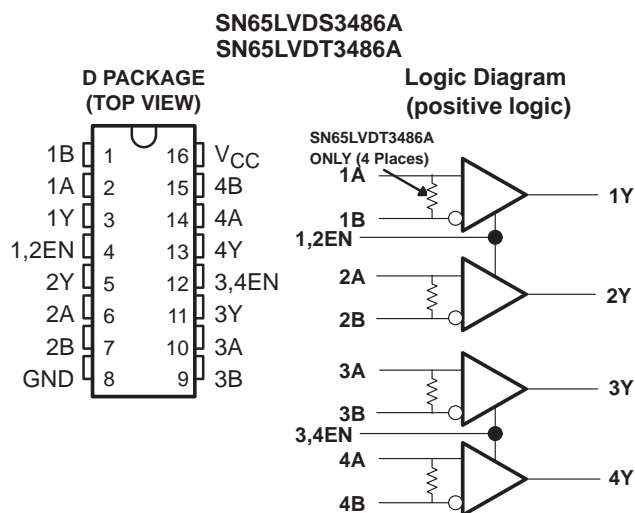 SN65LVDS3486A
SN65LVDT3486A
D PACKAGE
(TOP VIEW)
1B 1 16 VCC
1A 2 15 4B
1Y 3 14 4A
1,2EN 4 13 4Y
2Y 5 12 3,4EN
2A 6 11 3Y
2B 7 10 3A
GND 8 9 3B
Logic Diagram
(positive logic)
SN65LVDT3486A
ONLY (4 Places)
1A
1Y
1B
1,2EN
2A
2Y
2B
3A
3Y
3B
3,4EN
4A
4Y
4B